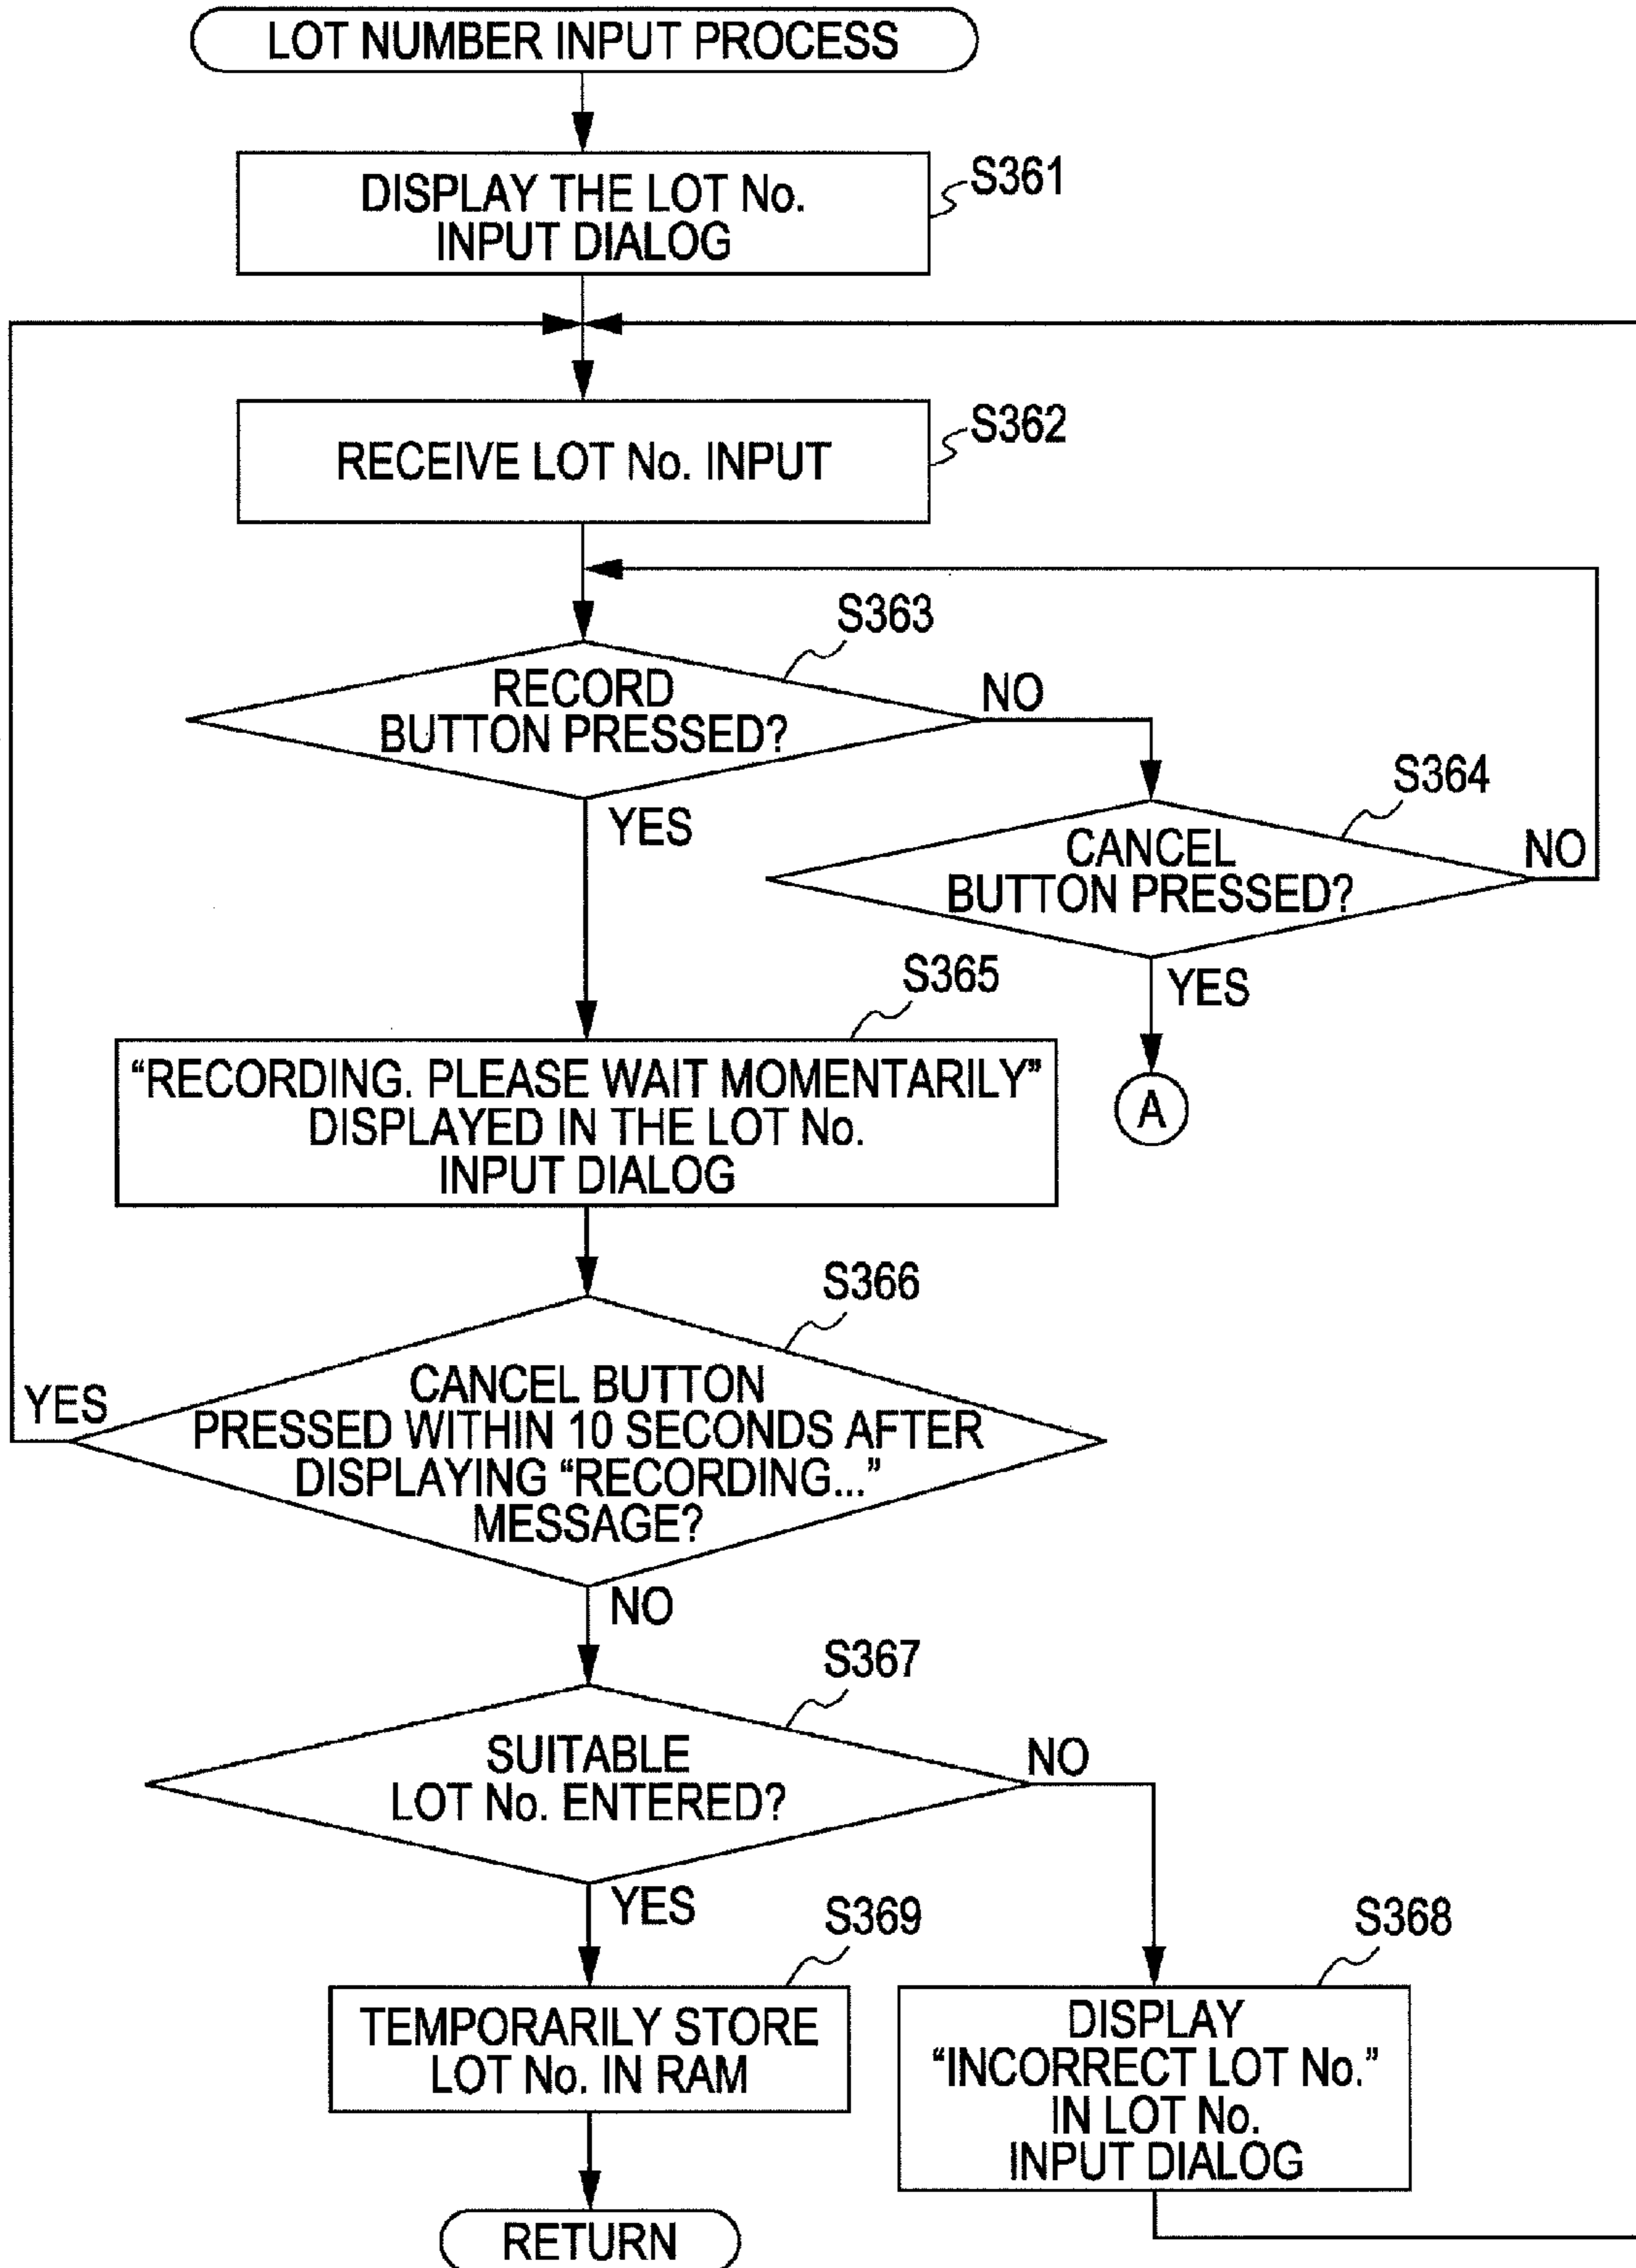 LOT NUMBER INPUT PROCESS
S361
DISPLAY THE LOT No.
INPUT DIALOG
S362
RECEIVE LOT No. INPUT
S363
RECORD
BUTTON PRESSED?
NO
YES
S364
CANCEL
BUTTON PRESSED?
NO
YES
A
S365
“RECORDING. PLEASE WAIT MOMENTARILY”
DISPLAYED IN THE LOT No.
INPUT DIALOG
S366
CANCEL BUTTON
PRESSED WITHIN 10 SECONDS AFTER
DISPLAYING “RECORDING...”
MESSAGE?
YES
NO
S367
SUITABLE
LOT No. ENTERED?
NO
YES
S369
TEMPORARILY STORE
LOT No. IN RAM
S368
DISPLAY
“INCORRECT LOT No.”
IN LOT No.
INPUT DIALOG
RETURN